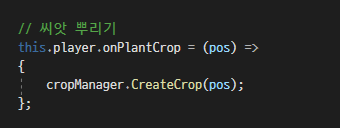 // 씨앗 뿌리기
this.player.onPlantCrop = (pos) =>
{
    cropManager.CreateCrop(pos);
};